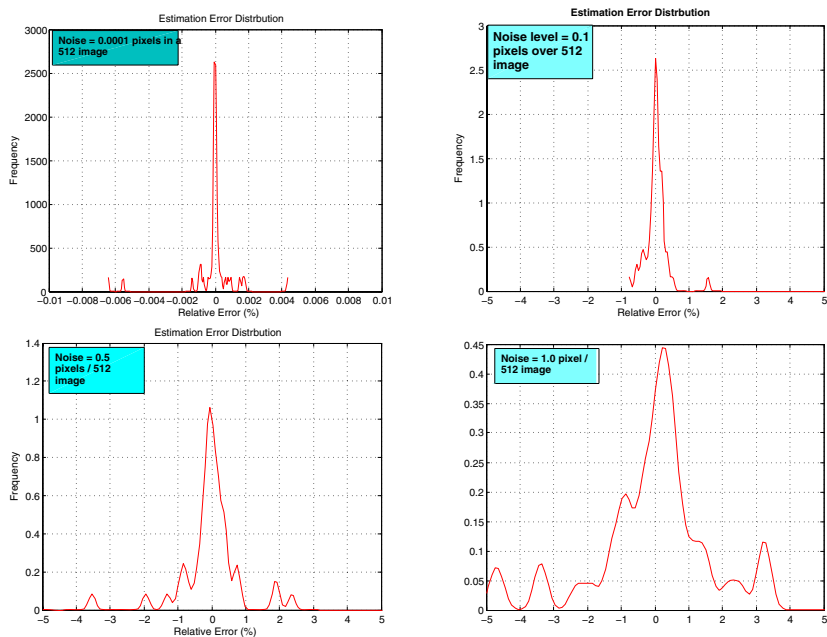 Estimation Error Distrbution
Noise = 0.0001 pixels in a
512 image
3000
2500
2000
1500
1000
500
0
Frequency
−0.01 −0.008 −0.006 −0.004 −0.002 0 0.002 0.004 0.006 0.008 0.01
Relative Error (%)
Estimation Error Distrbution
Noise level = 0.1
pixels over 512
image
3
2.5
2
1.5
1
0.5
0
Frequency
−5 −4 −3 −2 −1 0 1 2 3 4 5
Relative Error (%)
Estimation Error Distrbution
Noise = 0.5
pixels / 512
image
1.4
1.2
1
0.8
0.6
0.4
0.2
0
Frequency
−5 −4 −3 −2 −1 0 1 2 3 4 5
Relative Error (%)
Noise = 1.0 pixel /
512 image
0.45
0.4
0.35
0.3
0.25
0.2
0.15
0.1
0.05
0
−5 −4 −3 −2 −1 0 1 2 3 4 5